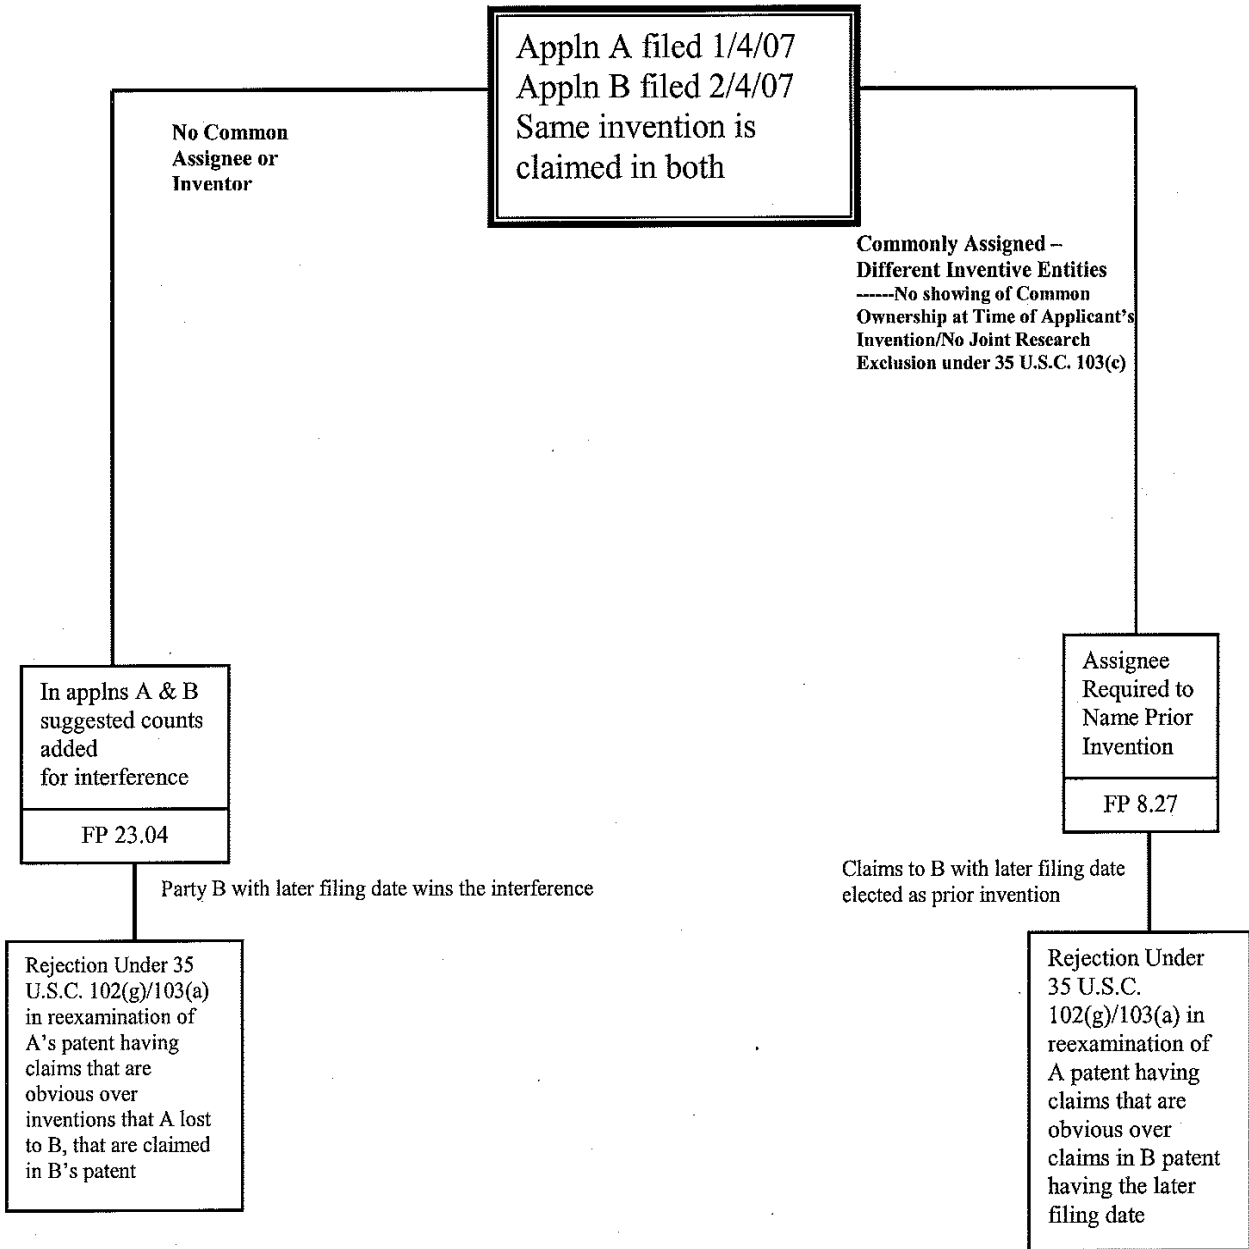 Appln A filed 1/4/07
Appln B filed 2/4/07
Same invention is
claimed in both
No Common
Assignee or
Inventor
Commonly Assigned –
Different Inventive Entities
------No showing of Common
Ownership at Time of Applicant's
Invention/No Joint Research
Exclusion under 35 U.S.C. 103(c)
In applns A & B
suggested counts
added
for interference
FP 23.04
Assignee
Required to
Name Prior
Invention
FP 8.27
Party B with later filing date wins the interference
Claims to B with later filing date
elected as prior invention
Rejection Under 35
U.S.C. 102(g)/103(a)
in reexamination of
A's patent having
claims that are
obvious over
inventions that A lost
to B, that are claimed
in B's patent
Rejection Under
35 U.S.C.
102(g)/103(a) in
reexamination of
A patent having
claims that are
obvious over
claims in B patent
having the later
filing date